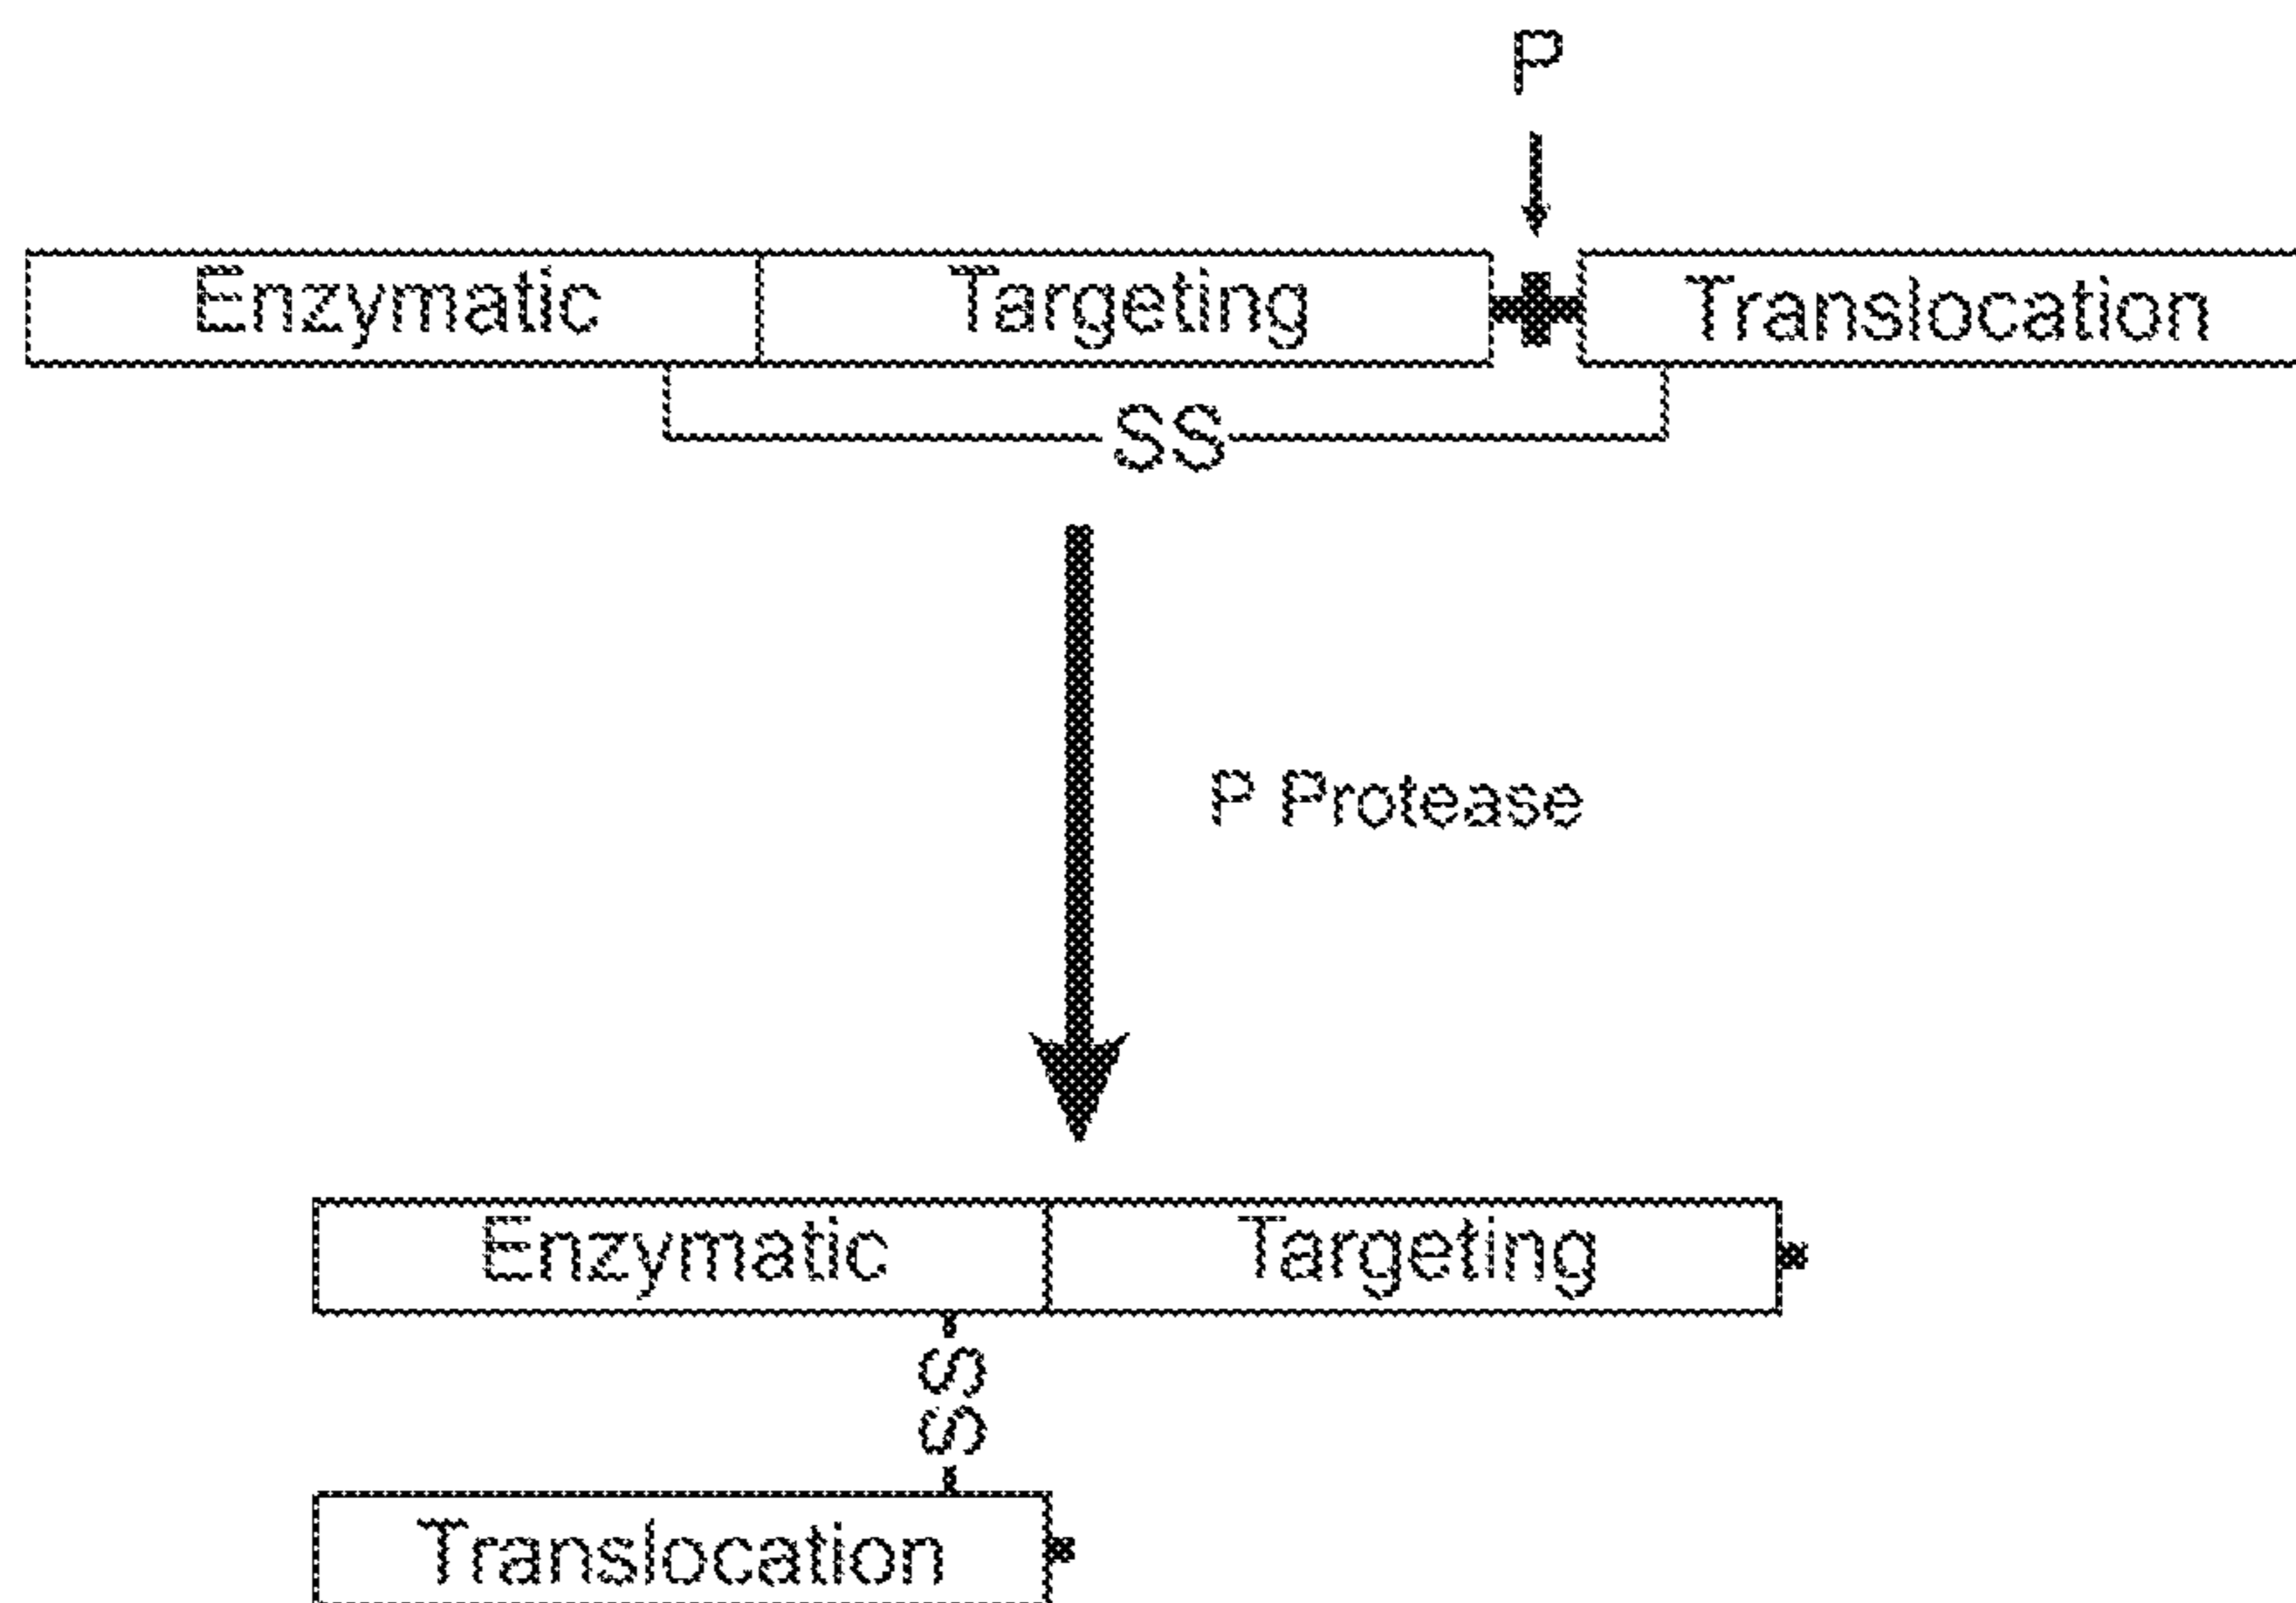 P
Enzymatic Targeting Translocation
SS
P Protease
Enzymatic Targeting
SS
Translocation